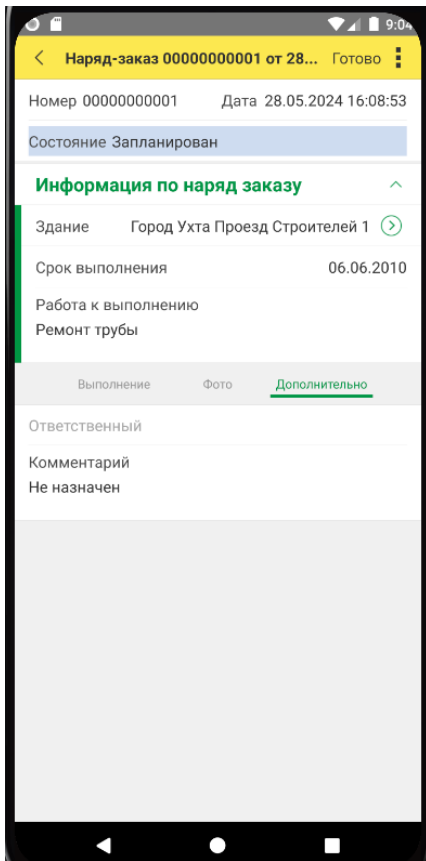 9:04
Наряд-заказ 00000000001 от 28... Готово
Номер 00000000001 Дата 28.05.2024 16:08:53
Состояние Запланирован
Информация по наряд заказу
Здание Город Ухта Проезд Строителей 1
Срок выполнения 06.06.2010
Работа к выполнению
Ремонт трубы
Выполнение Фото Дополнительно
Ответственный
Комментарий
Не назначен